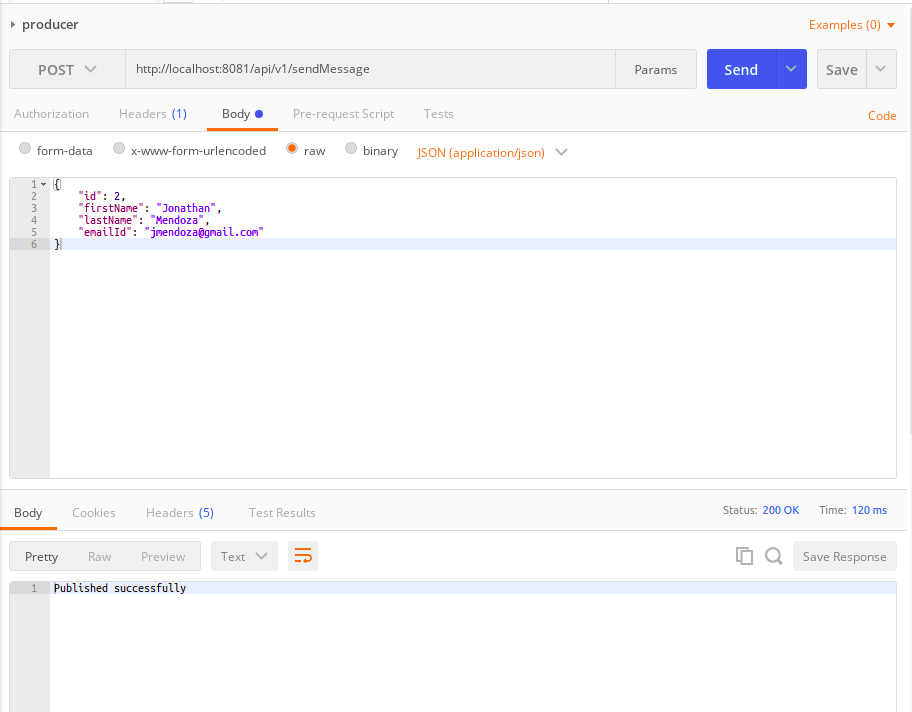 producer Examples (0)
POST http://localhost:8081/api/v1/sendMessage Params Send Save
Authorization Headers (1) Body Pre-request Script Tests Code
form-data x-www-form-urlencoded raw binary JSON (application/json)
1 {
2 "id": 2,
3 "firstName": "Jonathan",
4 "lastName": "Mendoza",
5 "emailId": "jmendoza@gmail.com"
6 }
Body Cookies Headers (5) Test Results Status: 200 OK Time: 120 ms
Pretty Raw Preview Text Save Response
1 Published successfully